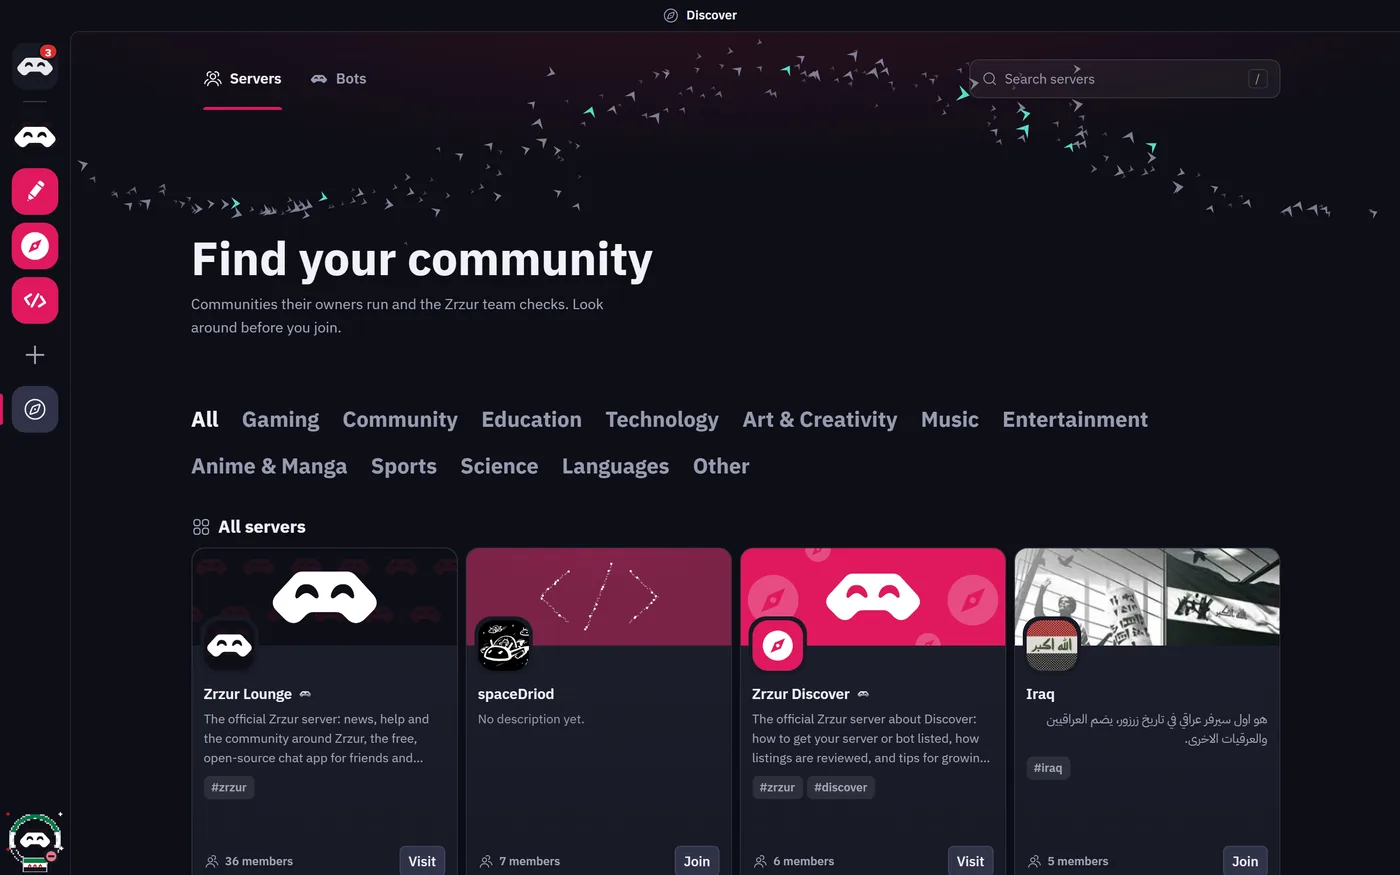 Discover
3
Servers
Bots
Search servers
/
Find your community
Communities their owners run and the Zrzur team checks. Look
around before you join.
All
Gaming
Community
Education
Technology
Art & Creativity
Music
Entertainment
Anime & Manga
Sports
Science
Languages
Other
All servers
Zrzur Lounge
The official Zrzur server: news, help and
the community around Zrzur, the free,
open-source chat app for friends and...
#zrzur
36 members
Visit
spaceDriod
No description yet.
7 members
Join
Zrzur Discover
The official Zrzur server about Discover:
how to get your server or bot listed, how
listings are reviewed, and tips for growin...
#zrzur
#discover
6 members
Visit
الله اكبر
Iraq
هو اول سيرفر عراقي في تاريخ زرزور، يضم العراقيين
والعرقيات الاخرى.
#iraq
5 members
Join